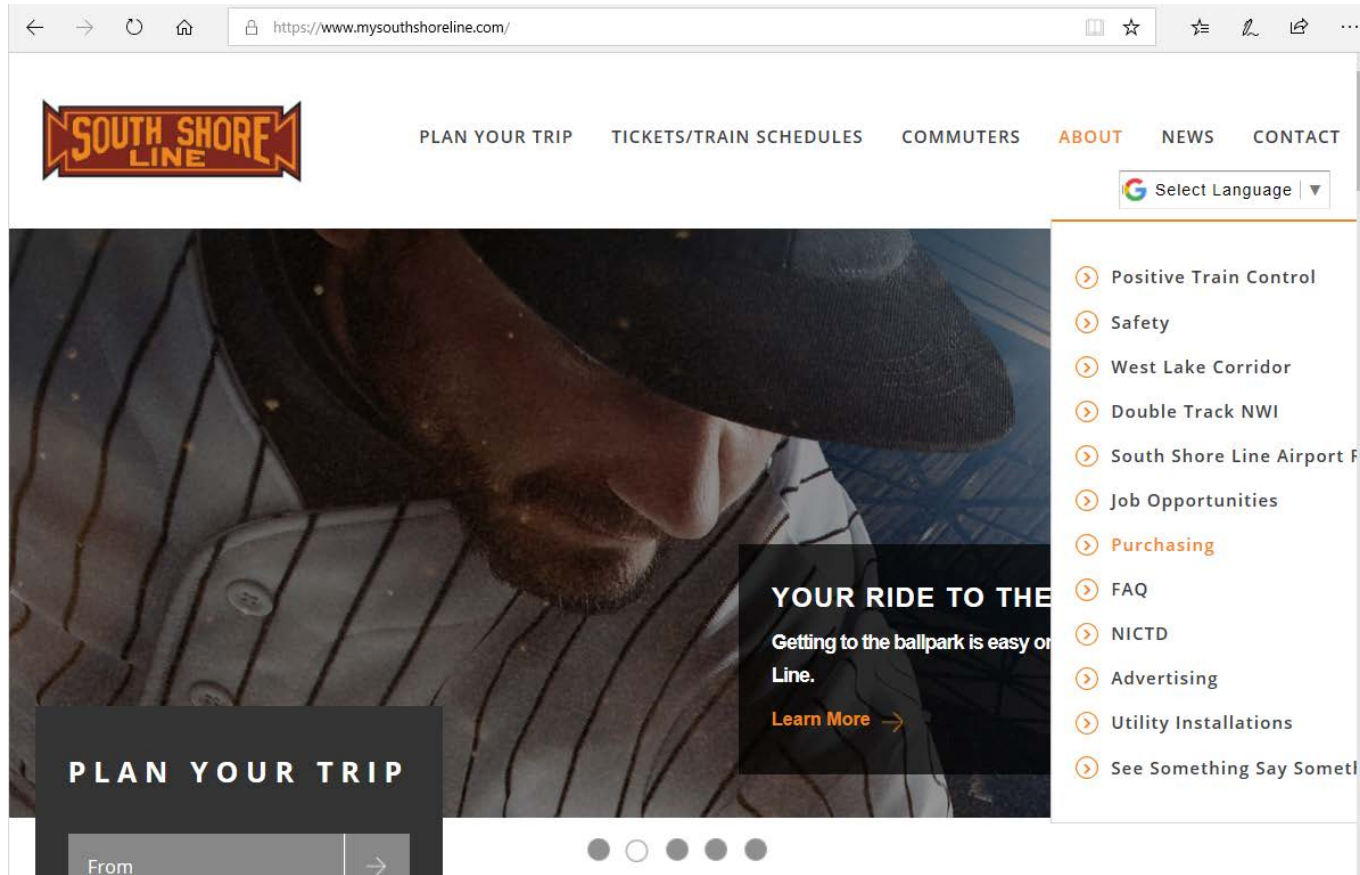 https://www.mysouthshoreline.com/
SOUTH SHORE
LINE
PLAN YOUR TRIP TICKETS/TRAIN SCHEDULES COMMUTERS ABOUT NEWS CONTACT
Select Language ▼
Positive Train Control
Safety
West Lake Corridor
Double Track NWI
South Shore Line Airport
Job Opportunities
Purchasing
FAQ
NICTD
Advertising
Utility Installations
See Something Say
YOUR RIDE TO THE
Getting to the ballpark is easy
Line.
Learn More
PLAN YOUR TRIP
From